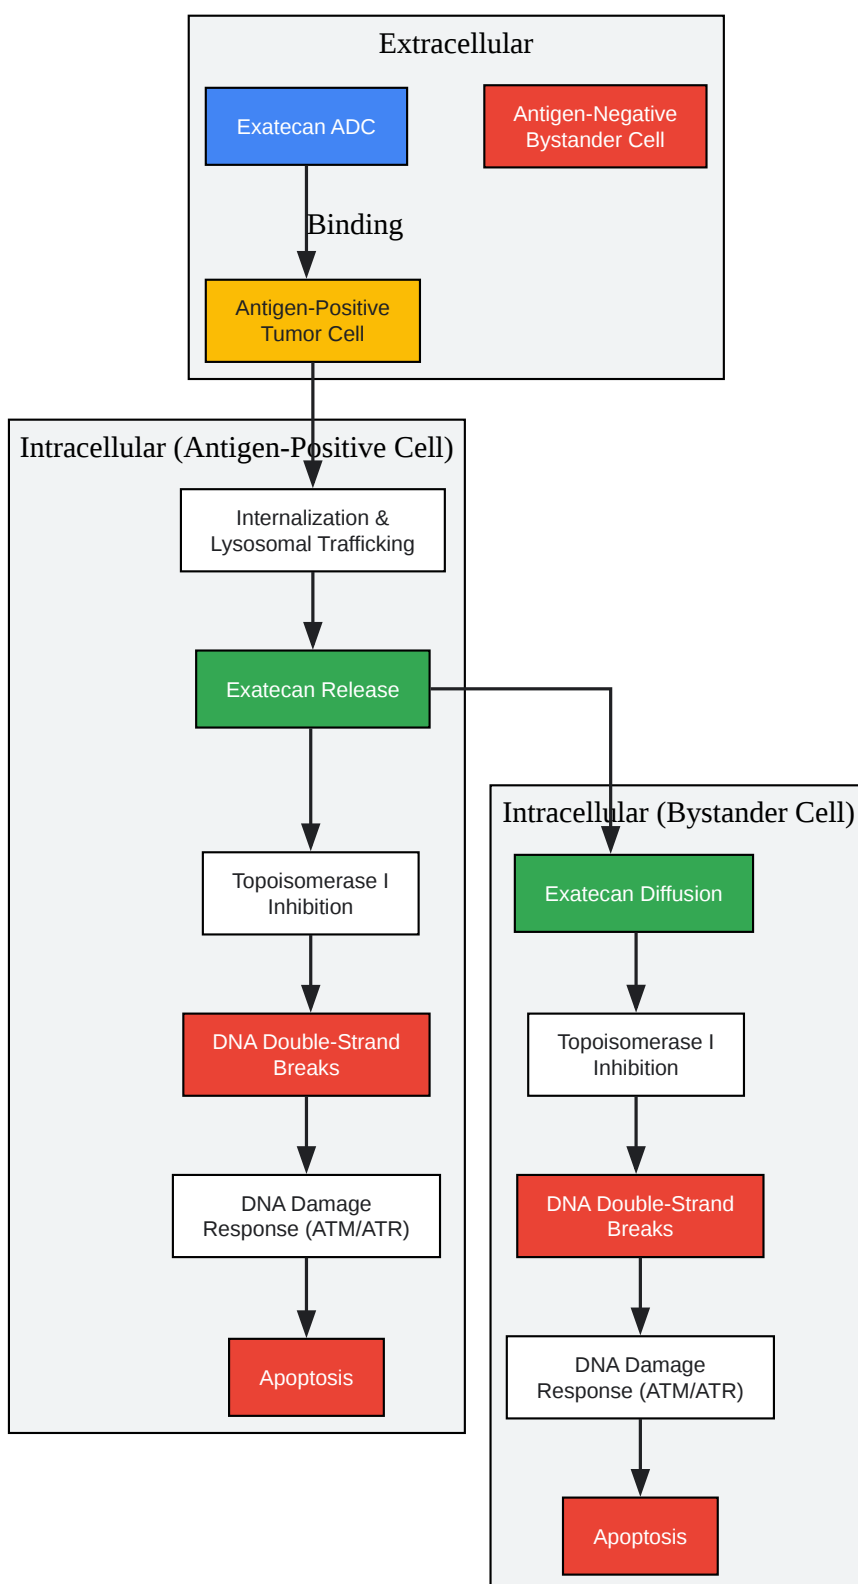 Extracellular
Exatecan ADC
Antigen-Negative
Bystander Cell
Binding
Antigen-Positive
Tumor Cell
Intracellular (Antigen-Positive Cell)
Internalization &
Lysosomal Trafficking
Exatecan Release
Topoisomerase I
Inhibition
DNA Double-Strand
Breaks
DNA Damage
Response (ATM/ATR)
Apoptosis
Intracellular (Bystander Cell)
Exatecan Diffusion
Topoisomerase I
Inhibition
DNA Double-Strand
Breaks
DNA Damage
Response (ATM/ATR)
Apoptosis